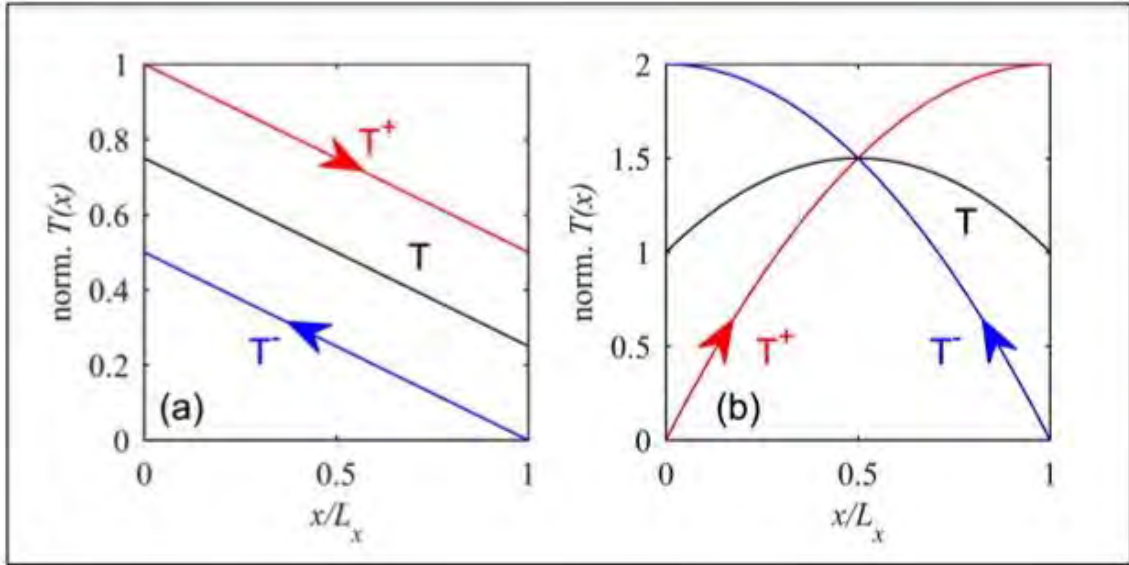 norm. T(x)
1
0.8
0.6
0.4
0.2
0
T⁺
T
T⁻
(a)
0
0.5
1
x/Lₓ
norm. T(x)
2
1.5
1
0.5
0
T
T⁺
T⁻
(b)
0
0.5
1
x/Lₓ